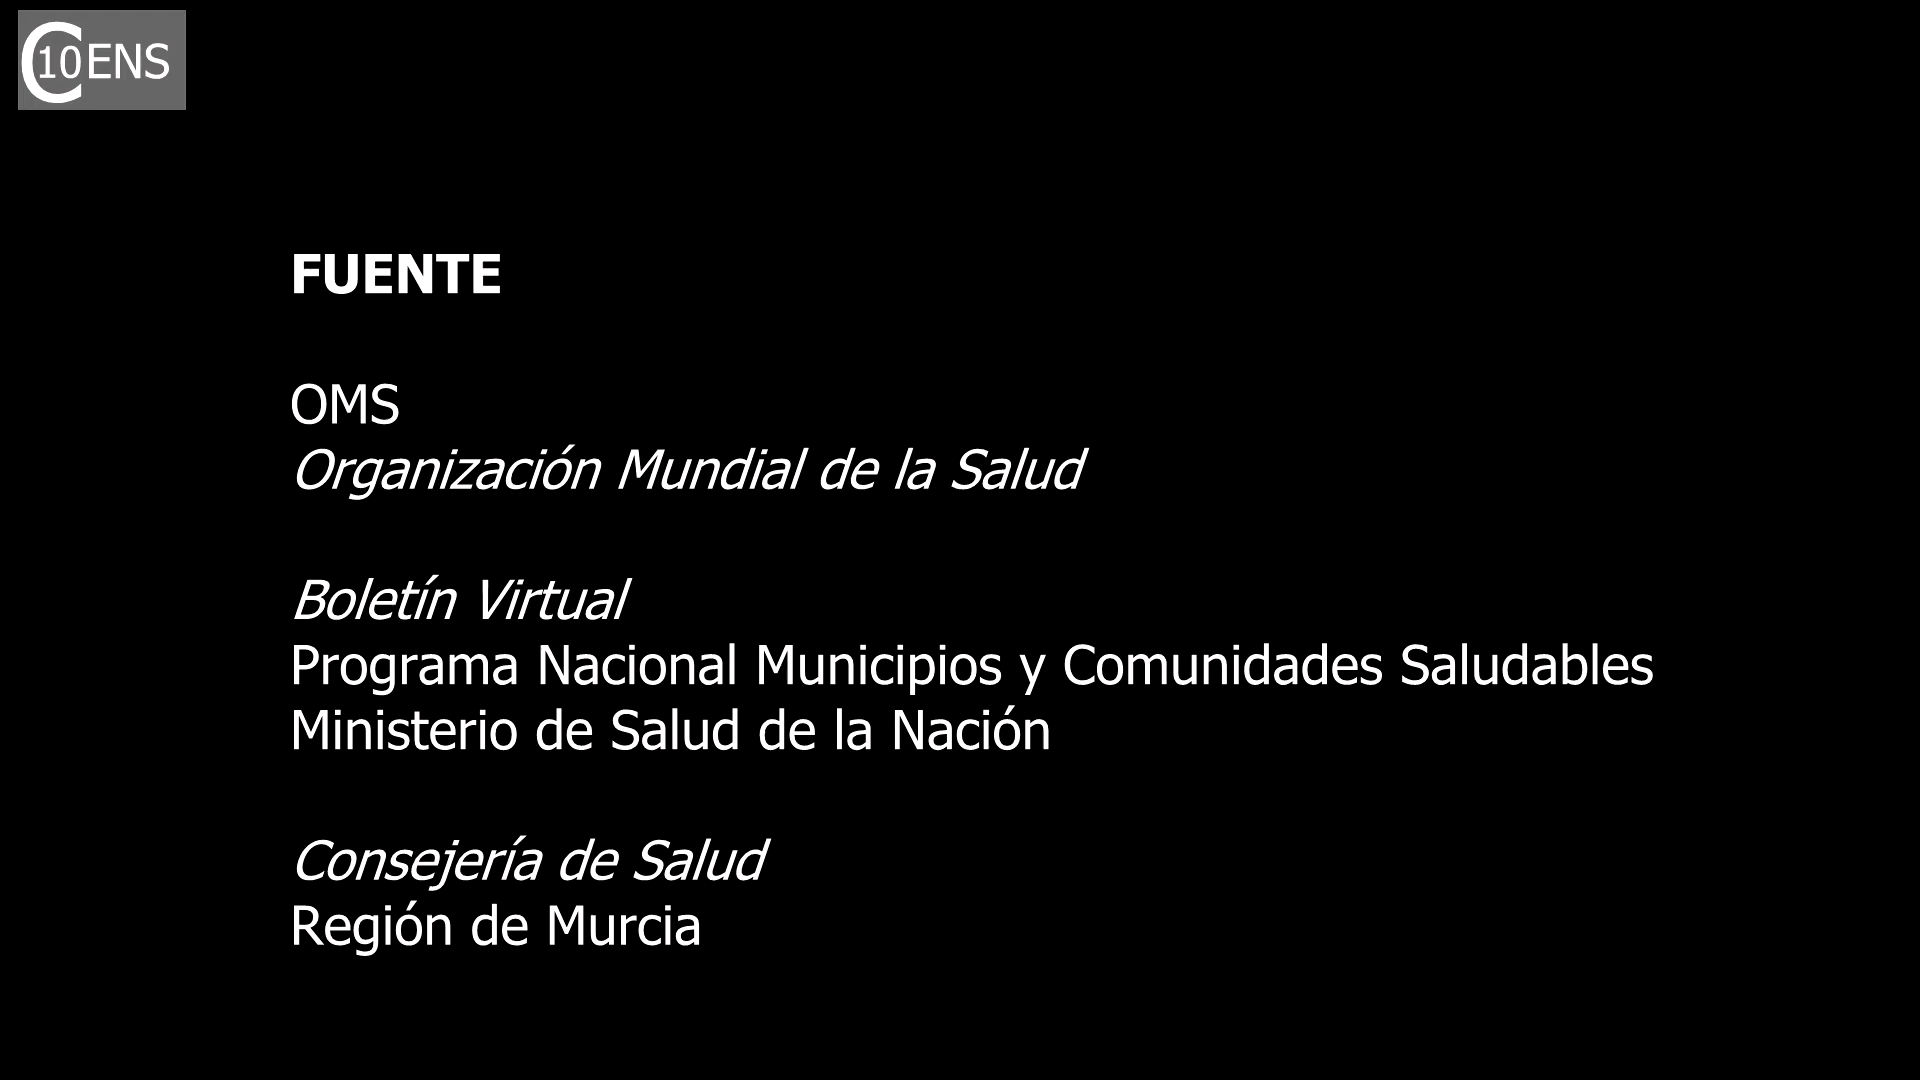 C10ENS
FUENTE
OMS
Organización Mundial de la Salud
Boletín Virtual
Programa Nacional Municipios y Comunidades Saludables
Ministerio de Salud de la Nación
Consejería de Salud
Región de Murcia